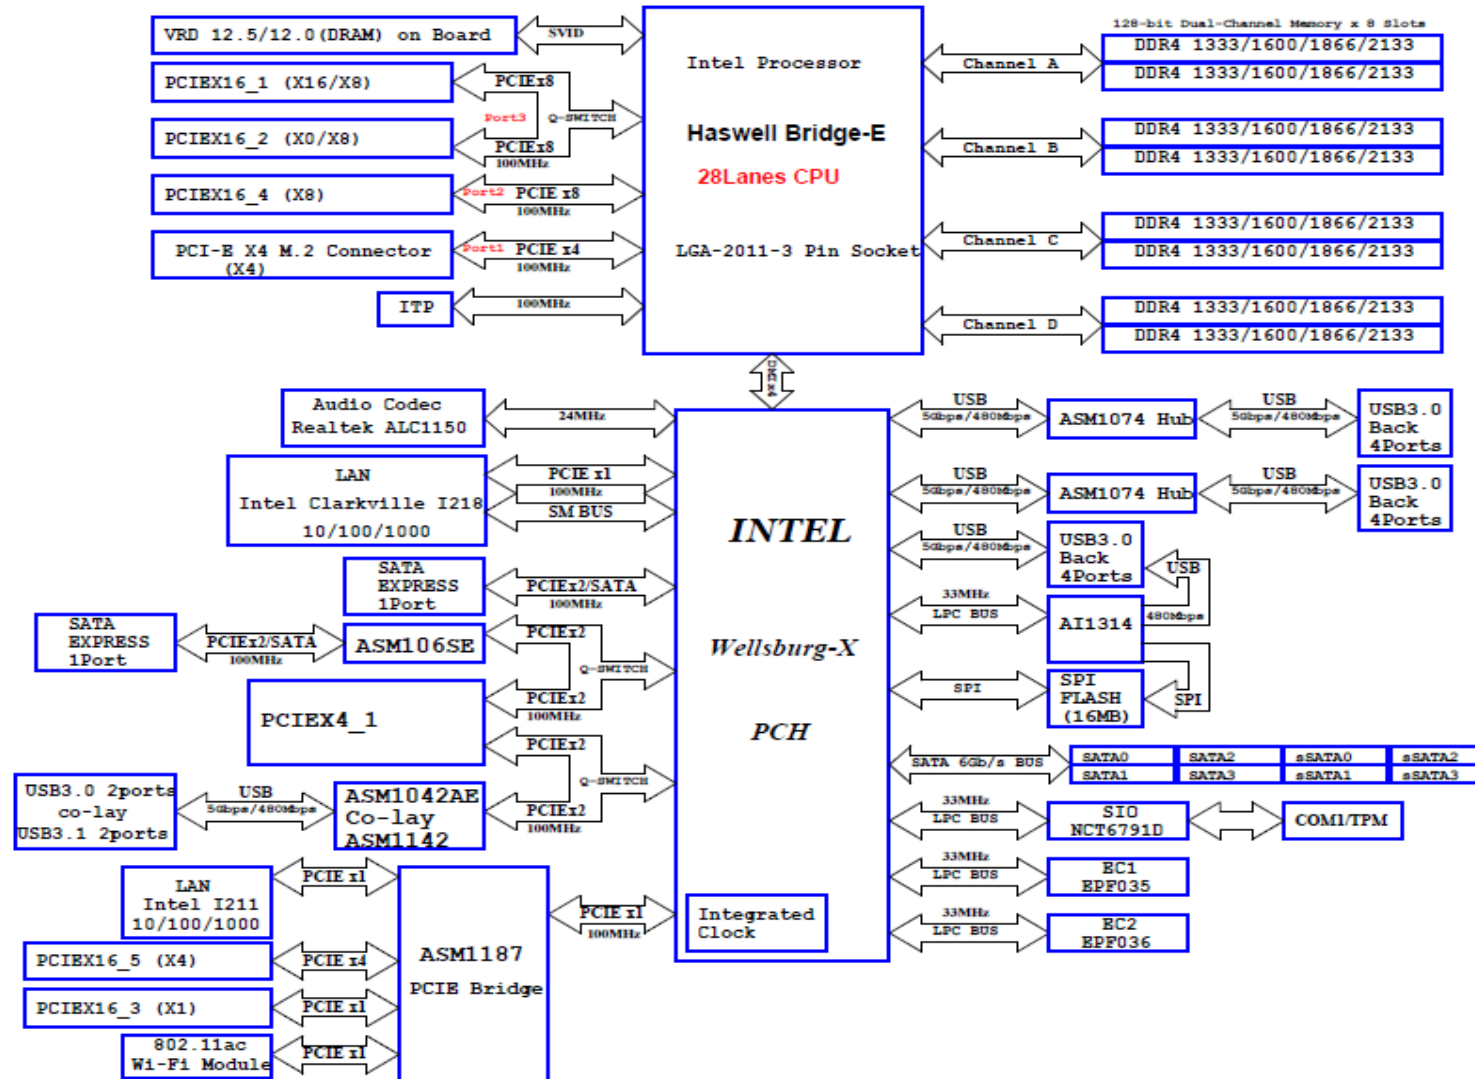 128-bit Dual-Channel Memory x 8 Slots
VRD 12.5/12.0(DRAM) on Board
SVID
PCIEX16_1 (X16/X8)
PCIEx8
Port3
Q-SWITCH
PCIEX16_2 (X0/X8)
PCIEx8
100MHz
PCIEX16_4 (X8)
Port2
PCIE x8
100MHz
PCI-E X4 M.2 Connector
(X4)
Port1
PCIE x4
100MHz
ITP
100MHz
Intel Processor
Haswell Bridge-E
28Lanes CPU
LGA-2011-3 Pin Socket
Channel A
DDR4 1333/1600/1866/2133
DDR4 1333/1600/1866/2133
Channel B
DDR4 1333/1600/1866/2133
DDR4 1333/1600/1866/2133
Channel C
DDR4 1333/1600/1866/2133
DDR4 1333/1600/1866/2133
Channel D
DDR4 1333/1600/1866/2133
DDR4 1333/1600/1866/2133
DMI x4
Audio Codec
Realtek ALC1150
24MHz
LAN
Intel Clarkville I218
10/100/1000
PCIE x1
100MHz
SM BUS
SATA
EXPRESS
1Port
PCIEx2/SATA
100MHz
SATA
EXPRESS
1Port
PCIEx2/SATA
100MHz
ASM106SE
PCIEx2
Q-SWITCH
PCIEX4_1
PCIEx2
100MHz
PCIEx2
Q-SWITCH
USB3.0 2ports
co-lay
USB3.1 2ports
USB
5Gbps/480Mbps
ASM1042AE
Co-lay
ASM1142
PCIEx2
100MHz
LAN
Intel I211
10/100/1000
PCIE x1
PCIEX16_5 (X4)
PCIE x4
PCIEX16_3 (X1)
PCIE x1
802.11ac
Wi-Fi Module
PCIE x1
ASM1187
PCIE Bridge
PCIE x1
100MHz
INTEL
Wellsburg-X
PCH
Integrated
Clock
USB
5Gbps/480Mbps
ASM1074 Hub
USB
5Gbps/480Mbps
USB3.0
Back
4Ports
USB
5Gbps/480Mbps
ASM1074 Hub
USB
5Gbps/480Mbps
USB3.0
Back
4Ports
USB
5Gbps/480Mbps
USB3.0
Back
4Ports
USB
480Mbps
33MHz
LPC BUS
AI1314
SPI
SPI
FLASH
(16MB)
SPI
SATA 6Gb/s BUS
SATA0 SATA2 sSATA0 sSATA2
SATA1 SATA3 sSATA1 sSATA3
33MHz
LPC BUS
SIO
NCT6791D
COM1/TPM
33MHz
LPC BUS
EC1
EPF035
33MHz
LPC BUS
EC2
EPF036